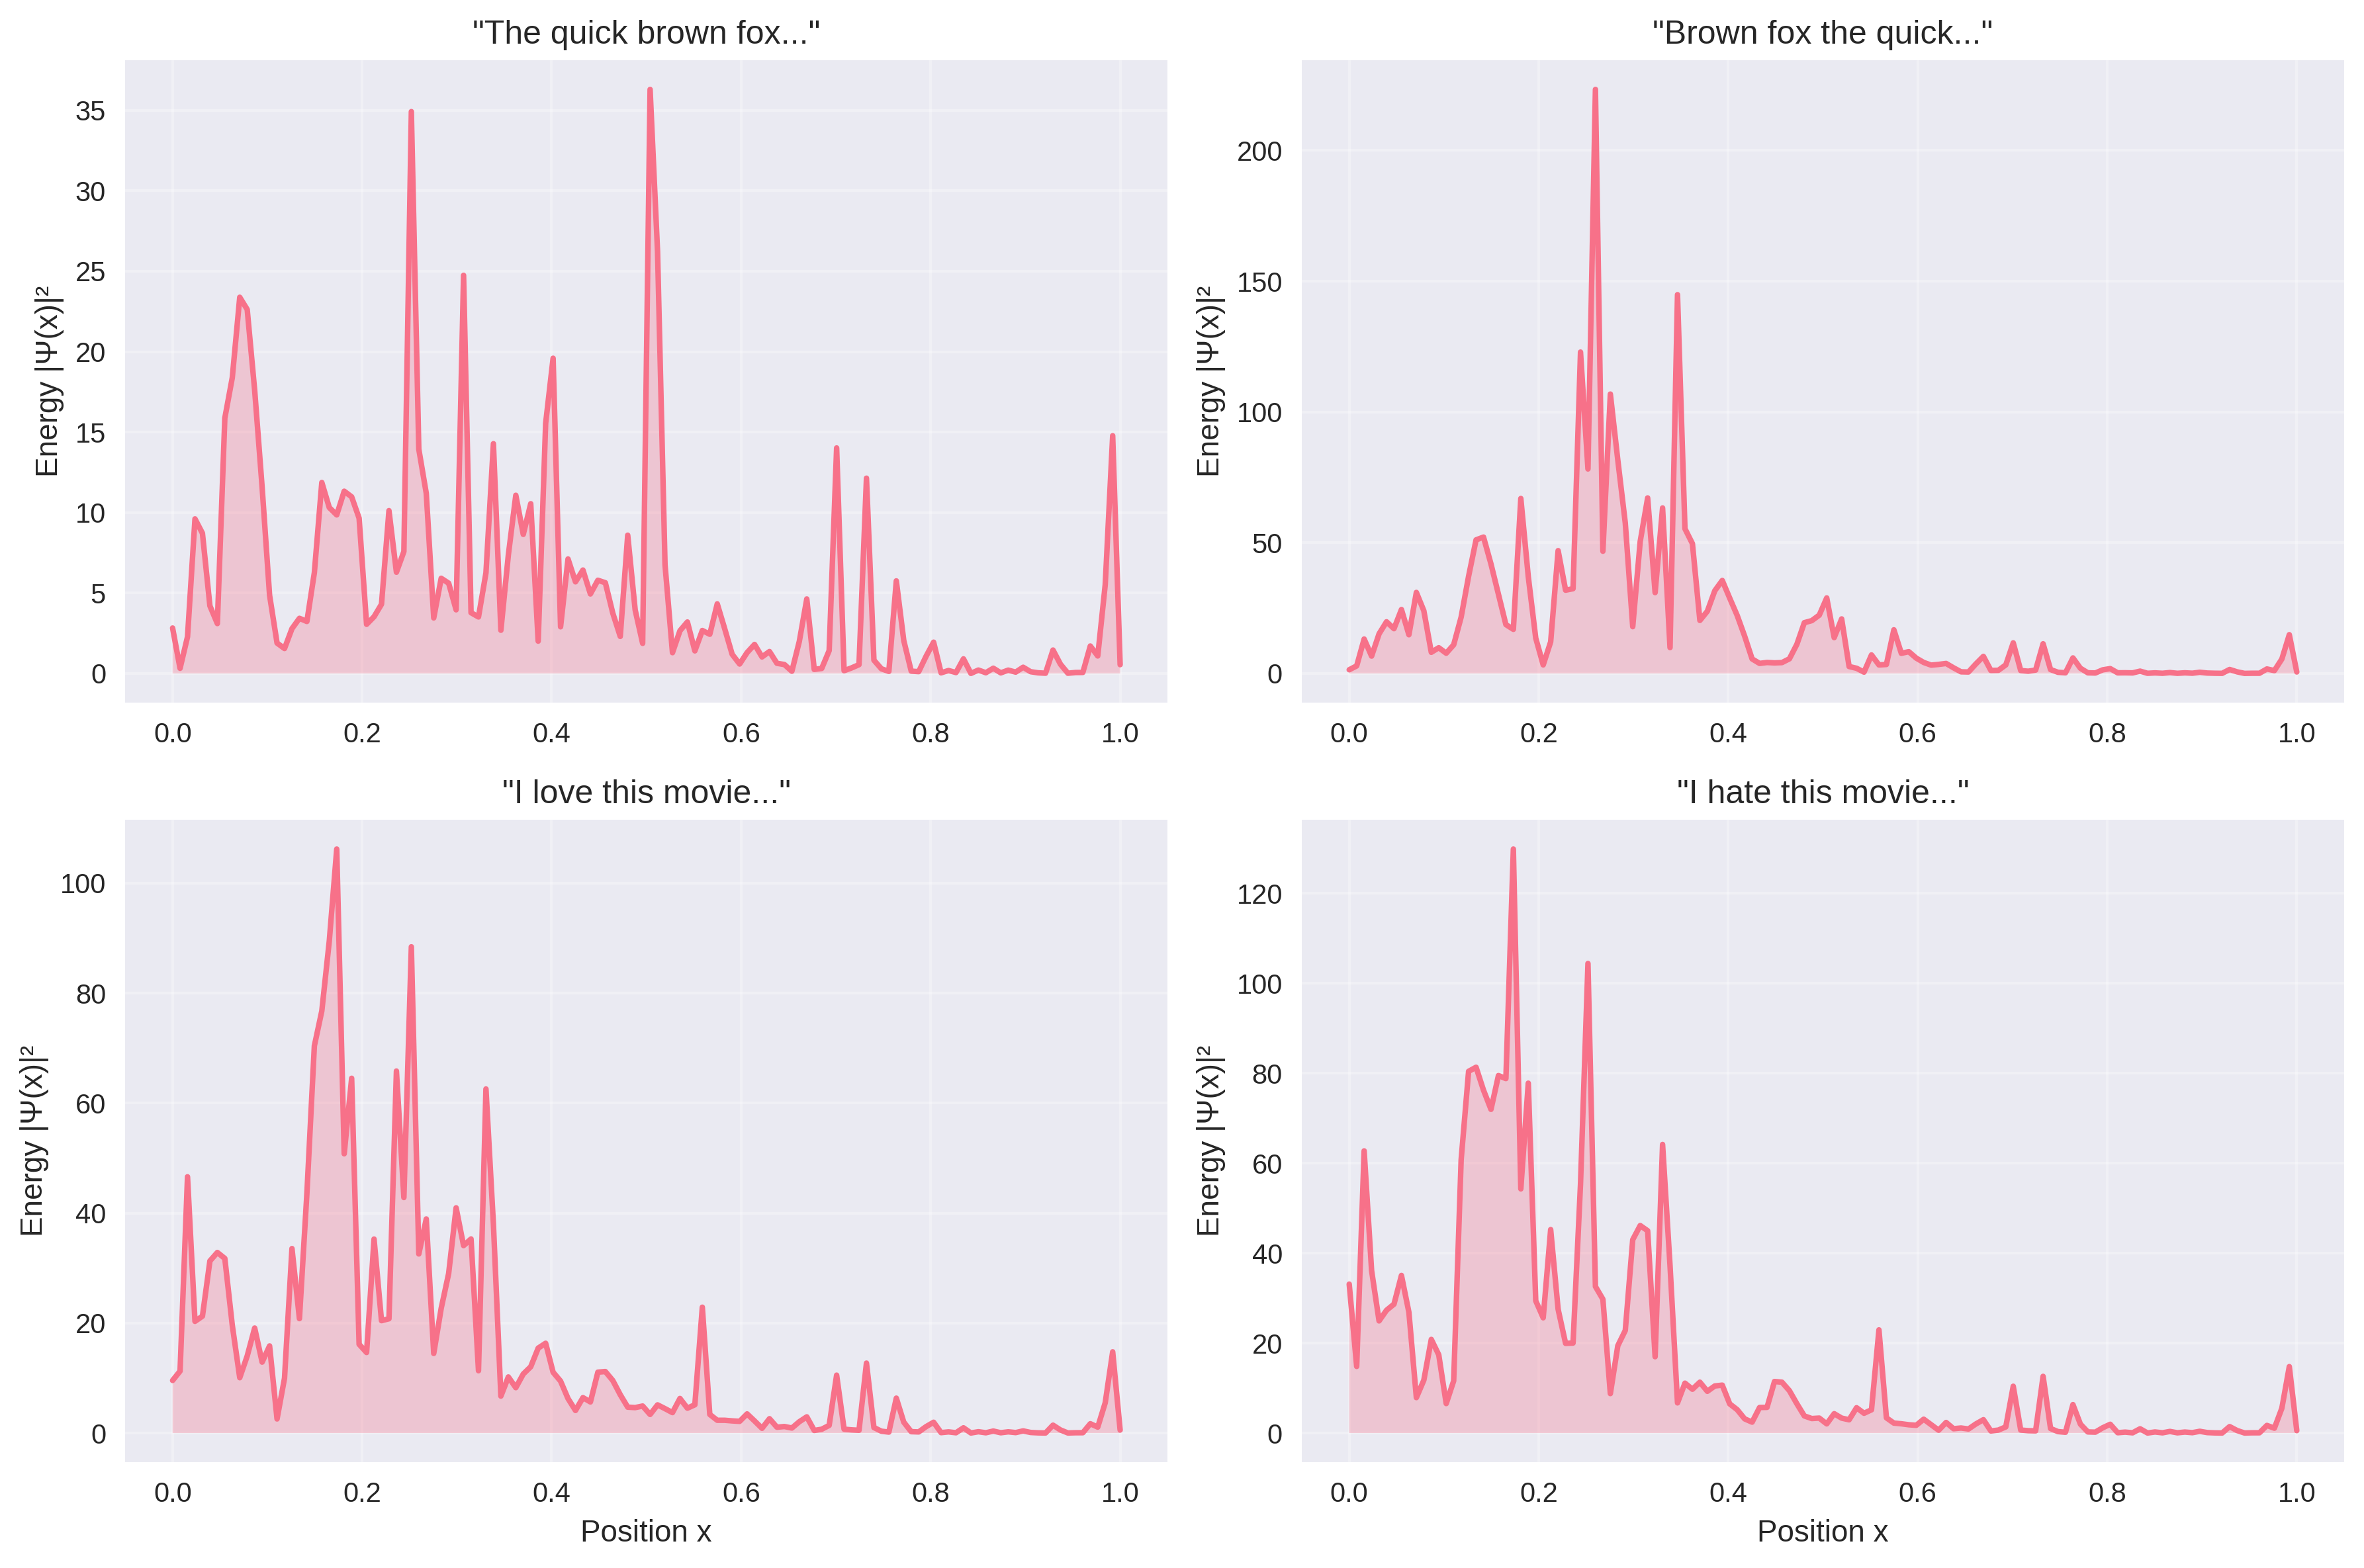 "The quick brown fox..."
"Brown fox the quick..."
Energy |Ψ(x)|²
35
30
25
20
15
10
5
0
0.0 0.2 0.4 0.6 0.8 1.0
Energy |Ψ(x)|²
200
150
100
50
0
0.0 0.2 0.4 0.6 0.8 1.0
"I love this movie..."
"I hate this movie..."
Energy |Ψ(x)|²
100
80
60
40
20
0
0.0 0.2 0.4 0.6 0.8 1.0
Position x
Energy |Ψ(x)|²
120
100
80
60
40
20
0
0.0 0.2 0.4 0.6 0.8 1.0
Position x